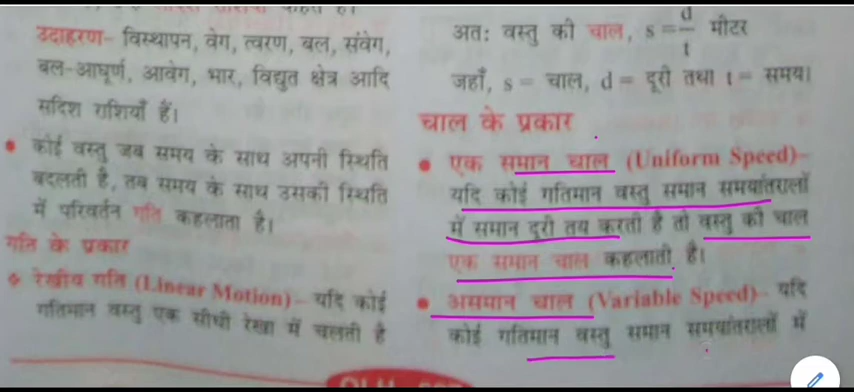 उदाहरण– विस्थापन, वेग, त्वरण, बल, संवेग,
बल-आघूर्ण, आवेग, भार, विद्युत क्षेत्र आदि
सदिश राशियाँ हैं।
• कोई वस्तु जब समय के साथ अपनी स्थिति
बदलती है, तब समय के साथ उसकी स्थिति
में परिवर्तन गति कहलाता है।
गति के प्रकार
रेखीय गति (Linear Motion)– यदि कोई
गतिमान वस्तु एक सीधी रेखा में चलती है
अतः वस्तु की चाल, s = d/t मीटर
जहाँ, s = चाल, d = दूरी तथा t = समय।
चाल के प्रकार
• एक समान चाल (Uniform Speed)–
यदि कोई गतिमान वस्तु समान समयांतरालों
में समान दूरी तय करती है तो वस्तु की चाल
एक समान चाल कहलाती है।
• असमान चाल (Variable Speed)– यदि
कोई गतिमान वस्तु समान समयांतरालों में